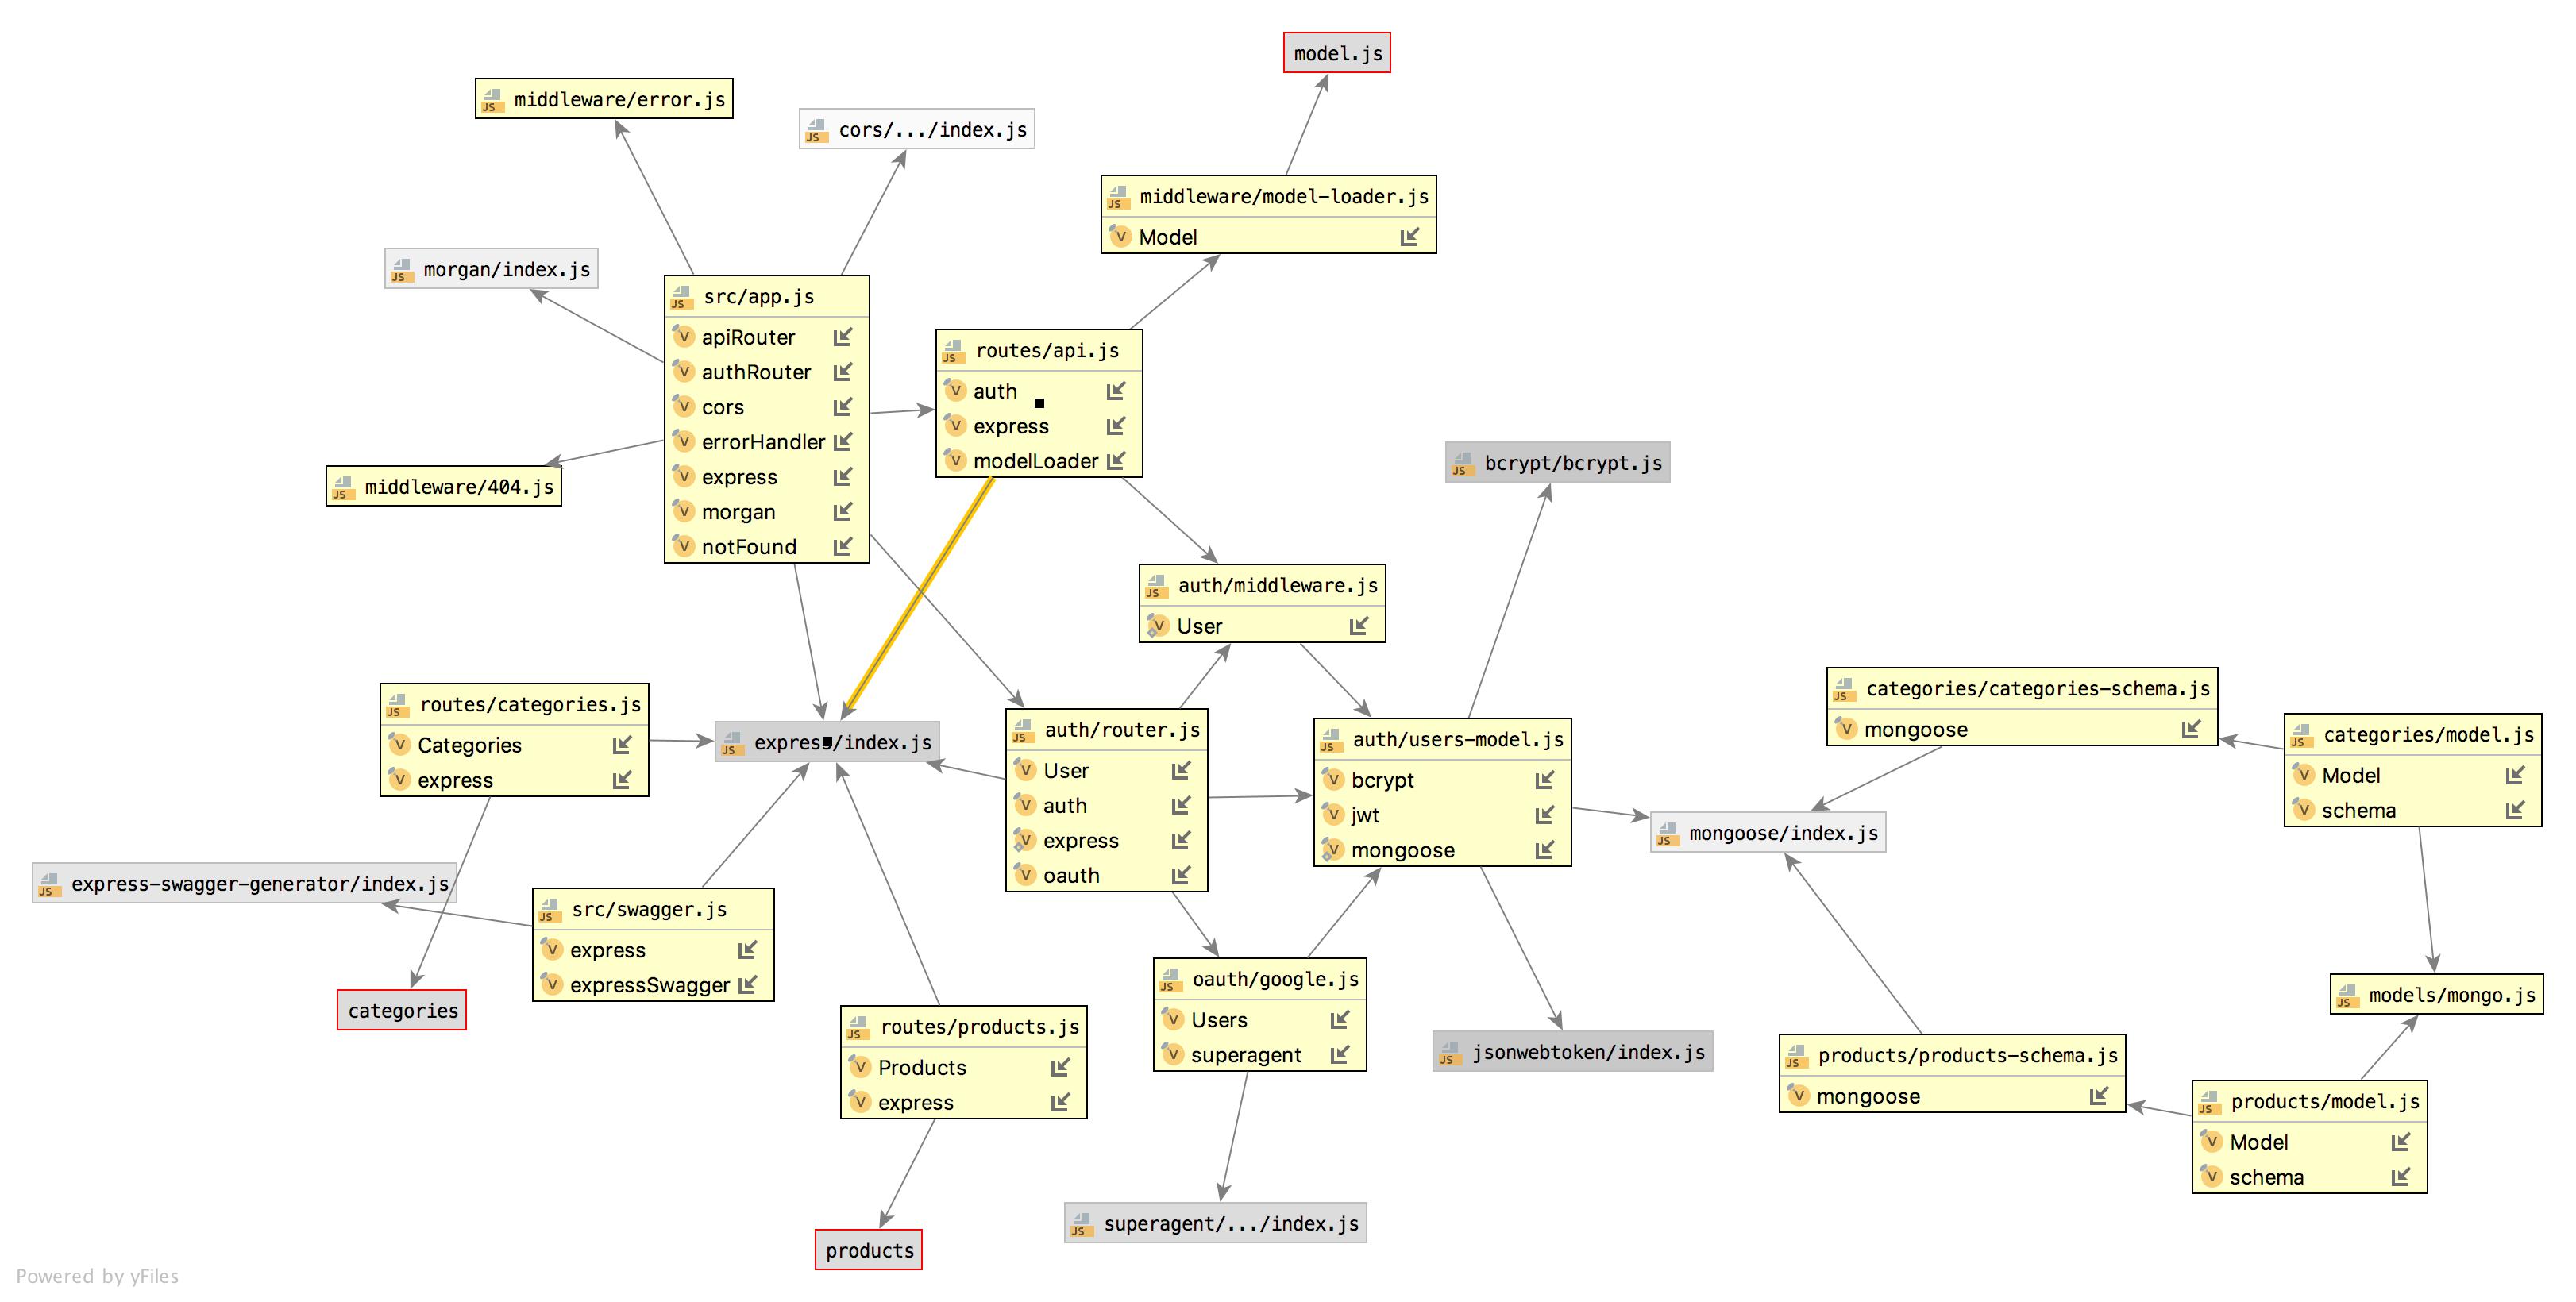 model.js
middleware/error.js
cors/.../index.js
middleware/model-loader.js
Model
morgan/index.js
src/app.js
apiRouter
authRouter
cors
errorHandler
express
morgan
notFound
routes/api.js
auth
express
modelLoader
middleware/404.js
bcrypt/bcrypt.js
auth/middleware.js
User
routes/categories.js
Categories
express
express/index.js
auth/router.js
User
auth
express
oauth
auth/users-model.js
bcrypt
jwt
mongoose
categories/categories-schema.js
mongoose
categories/model.js
Model
schema
mongoose/index.js
express-swagger-generator/index.js
src/swagger.js
express
expressSwagger
categories
oauth/google.js
Users
superagent
models/mongo.js
routes/products.js
Products
express
jsonwebtoken/index.js
products/products-schema.js
mongoose
products/model.js
Model
schema
superagent/.../index.js
products
Powered by yFiles